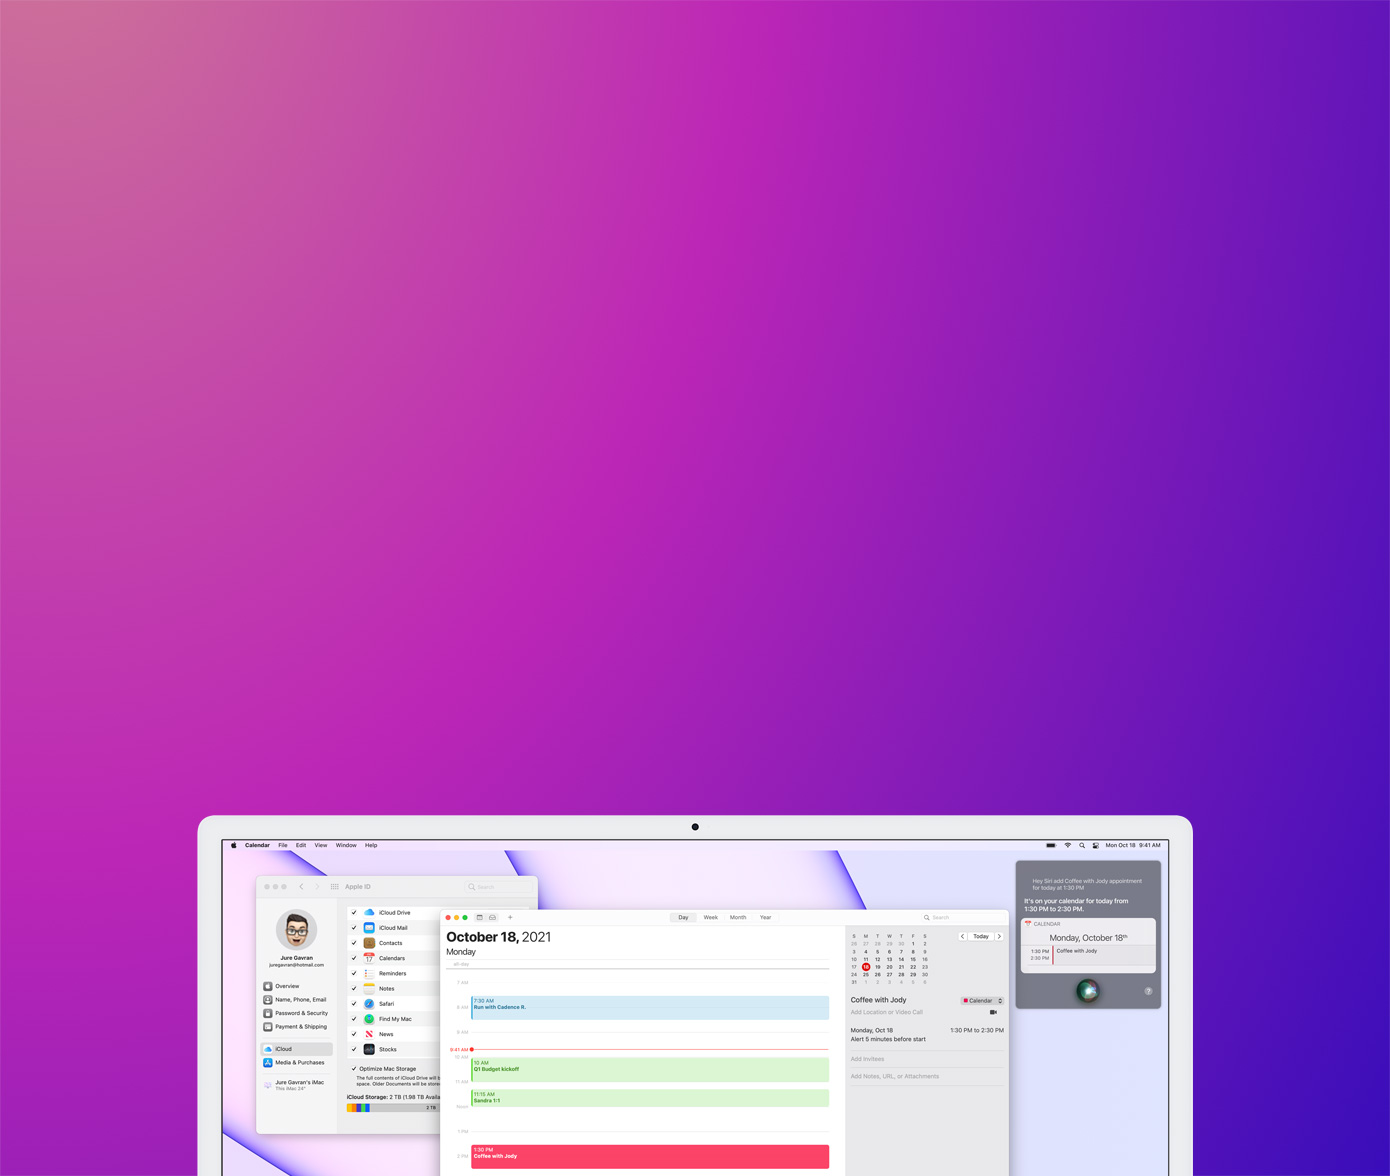 Calendar File Edit View Window Help
Mon Oct 18 9:41 AM
Apple ID
Search
Jure Gavran
juregavran@hotmail.com
Overview
Name, Phone, Email
Password & Security
Payment & Shipping
iCloud
Media & Purchases
Jure Gavran's iMac
This iMac 24"
iCloud Drive
iCloud Mail
Contacts
Calendars
Reminders
Notes
Safari
Find My Mac
News
Stocks
Optimize Mac Storage
The full contents of iCloud Drive will
space. Older Documents will be
iCloud Storage: 2 TB (1.98 TB
2 TB
Day Week Month Year
Search
October 18, 2021
Monday
all-day
7 AM
7:30 AM
Run with Cadence R.
8 AM
9 AM
9:41 AM
10 AM
10 AM
Q1 Budget kickoff
11 AM
11:15 AM
Sandra 1:1
Noon
1 PM
1:30 PM
Coffee with Jody
2 PM
Today
S M T W T F S
26 27 28 29 30 1 2
3 4 5 6 7 8 9
10 11 12 13 14 15 16
17 18 19 20 21 22 23
24 25 26 27 28 29 30
31 1 2 3 4 5 6
Coffee with Jody
Calendar
Add Location or Video Call
Monday, Oct 18 1:30 PM to 2:30 PM
Alert 5 minutes before start
Add Invitees
Add Notes, URL, or Attachments
Hey Siri add Coffee with Jody appointment
for today at 1:30 PM
It's on your calendar for today from
1:30 PM to 2:30 PM.
CALENDAR
Monday, October 18th
1:30 PM Coffee with Jody
2:30 PM